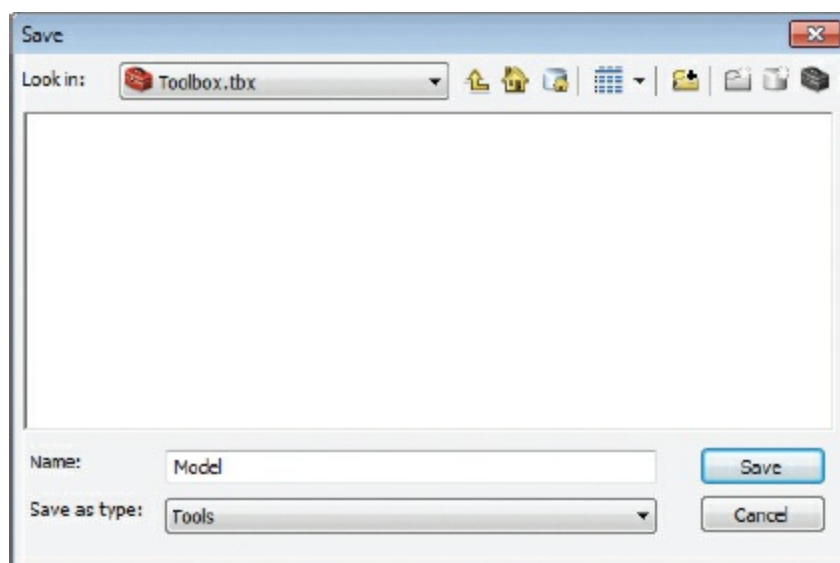 Save
Look in: Toolbox.tbx
Name: Model
Save
Save as type: Tools
Cancel